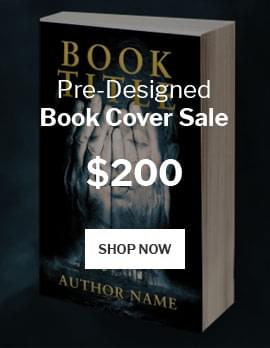 BOOK
TITLE
Pre-Designed
Book Cover Sale
$200
SHOP NOW
AUTHOR NAME